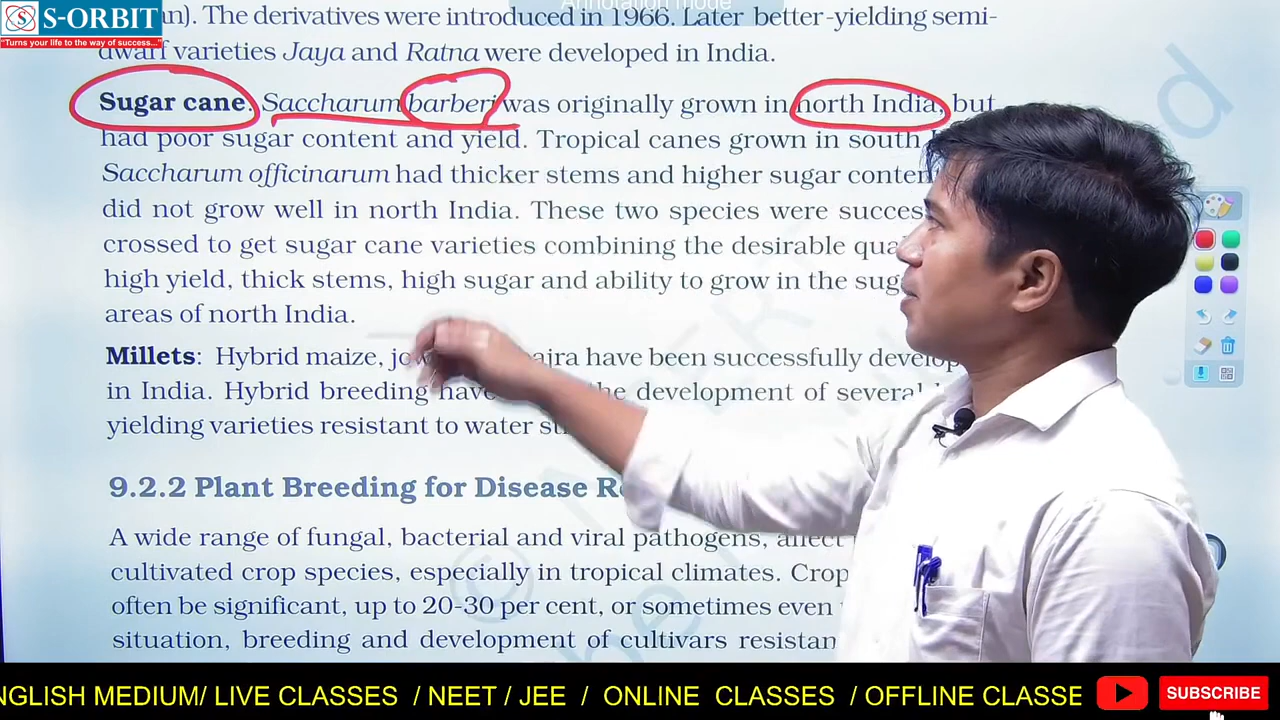 S-ORBIT
"Turns your life to the way of success..."
Annotation mode
an). The derivatives were introduced in 1966. Later better-yielding semi-
dwarf varieties Jaya and Ratna were developed in India.
Sugar cane: Saccharum barberi was originally grown in north India, but
had poor sugar content and yield. Tropical canes grown in south
Saccharum officinarum had thicker stems and higher sugar conten
did not grow well in north India. These two species were success
crossed to get sugar cane varieties combining the desirable qua
high yield, thick stems, high sugar and ability to grow in the sug
areas of north India.
Millets: Hybrid maize, jow ajra have been successfully develop
in India. Hybrid breeding have the development of several
yielding varieties resistant to water st
9.2.2 Plant Breeding for Disease R
A wide range of fungal, bacterial and viral pathogens, affect
cultivated crop species, especially in tropical climates. Crop
often be significant, up to 20-30 per cent, or sometimes even
situation, breeding and development of cultivars resistan
NGLISH MEDIUM/ LIVE CLASSES / NEET / JEE / ONLINE CLASSES / OFFLINE CLASSE
SUBSCRIBE